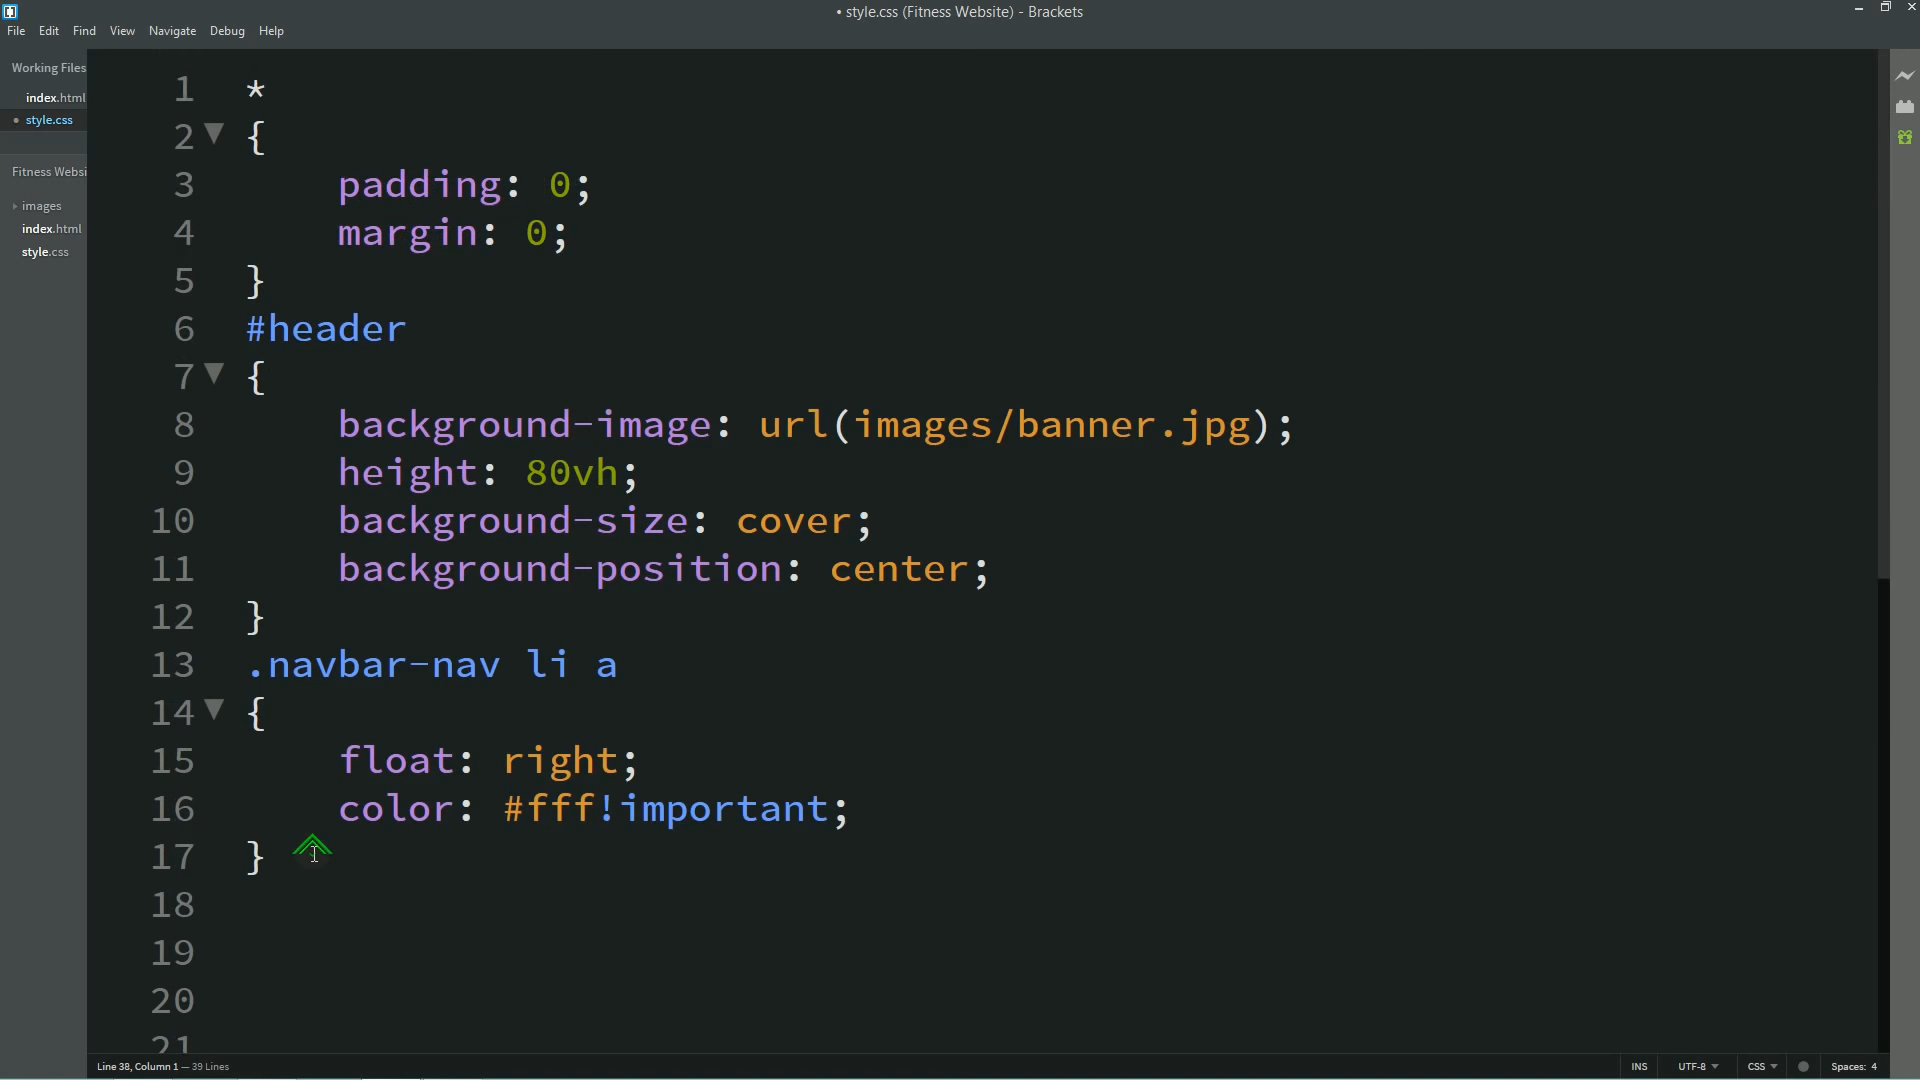 • style.css (Fitness Website) - Brackets
File Edit Find View Navigate Debug Help
Working Files
index.html
• style.css
Fitness Websi
images
index.html
style.css
1 *
2 {
3 padding: 0;
4 margin: 0;
5 }
6 #header
7 {
8 background-image: url(images/banner.jpg);
9 height: 80vh;
10 background-size: cover;
11 background-position: center;
12 }
13 .navbar-nav li a
14 {
15 float: right;
16 color: #fff!important;
17 }
18
19
20
21
Line 38, Column 1 — 39 Lines
INS UTF-8 CSS Spaces: 4